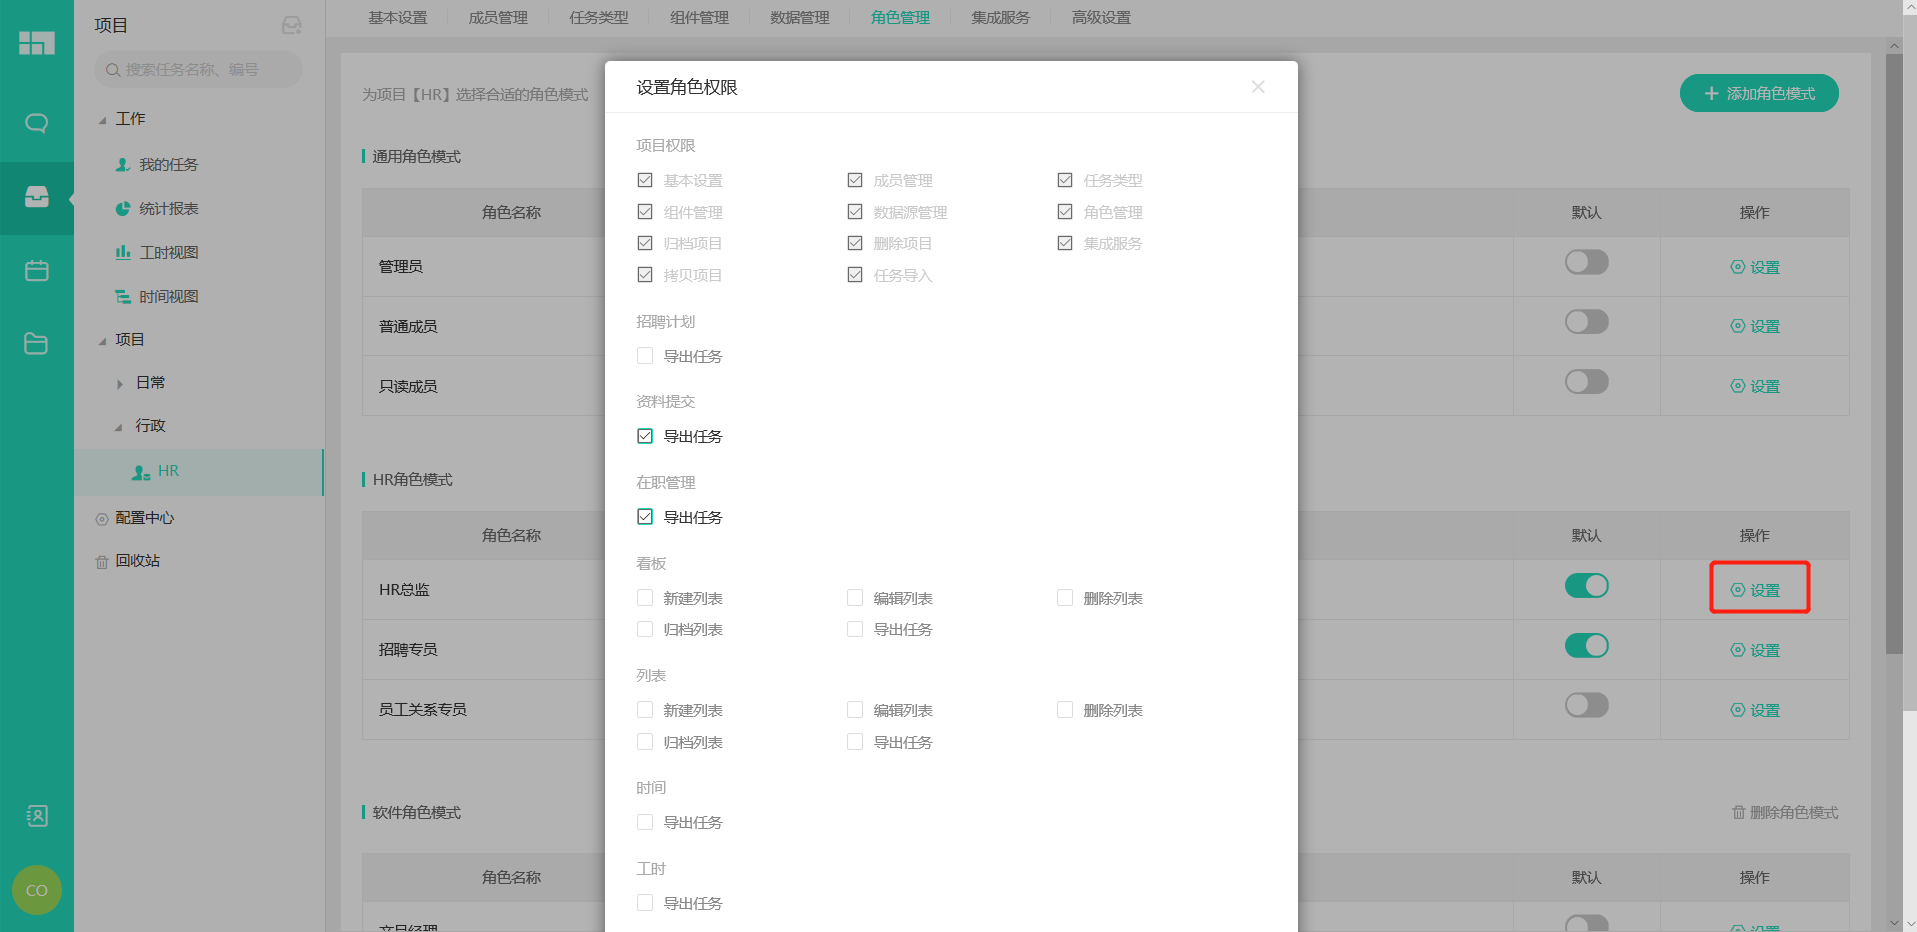 项目
搜索任务名称、编号
工作
我的任务
统计报表
工时视图
时间视图
项目
日常
行政
HR
配置中心
回收站
CO
基本设置 成员管理 任务类型 组件管理 数据管理 角色管理 集成服务 高级设置
为项目【HR】选择合适的角色模式
添加角色模式
通用角色模式
角色名称 默认 操作
管理员 设置
普通成员 设置
只读成员 设置
HR角色模式
角色名称 默认 操作
HR总监 设置
招聘专员 设置
员工关系专员 设置
软件角色模式 删除角色模式
角色名称 默认 操作
设置
设置角色权限
项目权限
基本设置 成员管理 任务类型
组件管理 数据源管理 角色管理
归档项目 删除项目 集成服务
拷贝项目 任务导入
招聘计划
导出任务
资料提交
导出任务
在职管理
导出任务
看板
新建列表 编辑列表 删除列表
归档列表 导出任务
列表
新建列表 编辑列表 删除列表
归档列表 导出任务
时间
导出任务
工时
导出任务